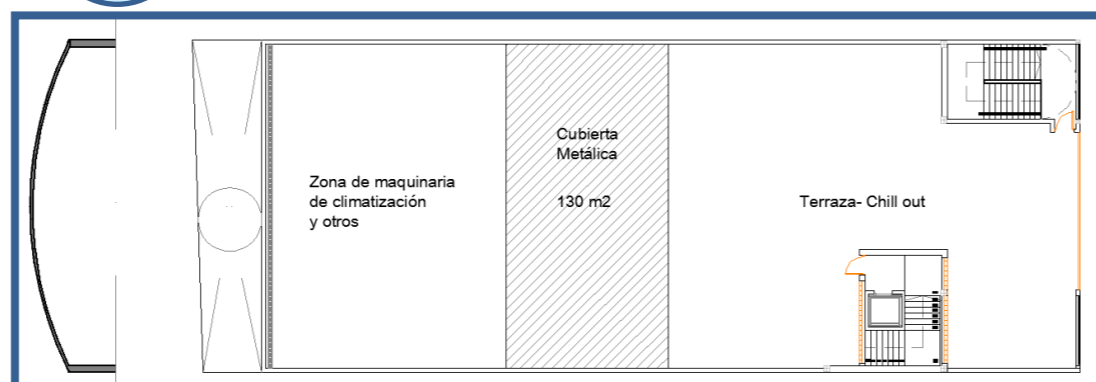 Zona de maquinaria
de climatización
y otros
Cubierta
Metálica
130 m2
Terraza- Chill out